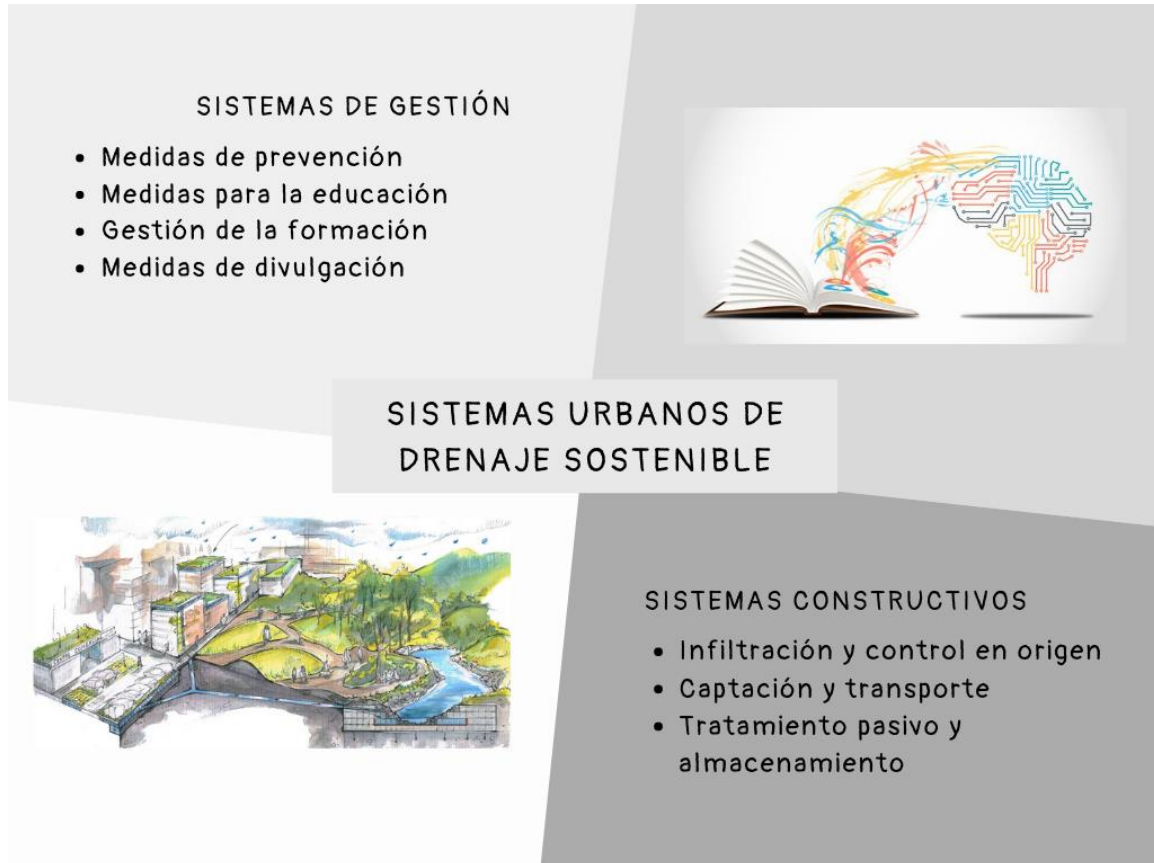 SISTEMAS DE GESTIÓN
• Medidas de prevención
• Medidas para la educación
• Gestión de la formación
• Medidas de divulgación
SISTEMAS URBANOS DE
DRENAJE SOSTENIBLE
SISTEMAS CONSTRUCTIVOS
• Infiltración y control en origen
• Captación y transporte
• Tratamiento pasivo y
almacenamiento